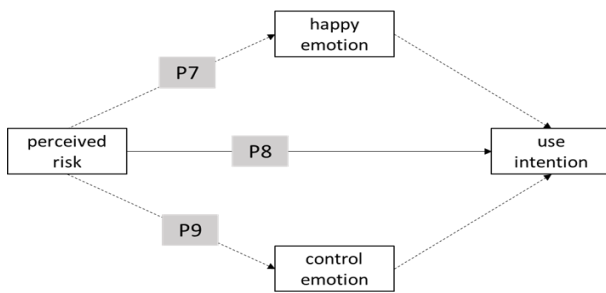 happy
emotion
P7
perceived
risk
P8
use
intention
P9
control
emotion